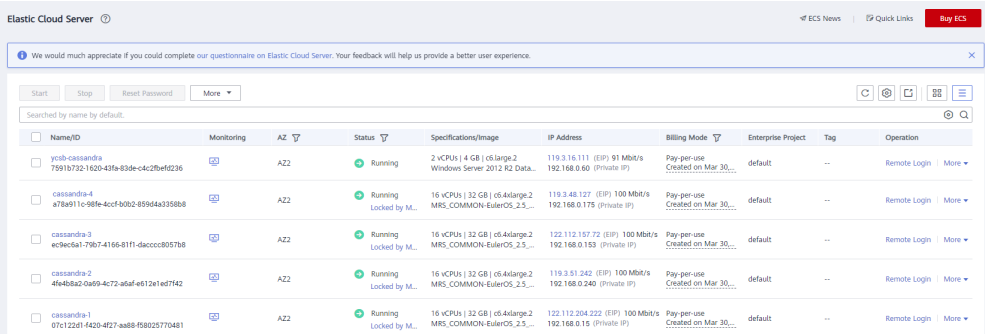 Elastic Cloud Server
ECS News
Quick Links
Buy ECS
We would much appreciate if you could complete our questionnaire on Elastic Cloud Server. Your feedback will help us provide a better user experience.
Start
Stop
Reset Password
More
Searched by name by default.
Name/ID
Monitoring
AZ
Status
Specifications/Image
IP Address
Billing Mode
Enterprise Project
Tag
Operation
ycsb-cassandra
7591b732-1620-43fa-83de-c4c2fbefd236
AZ2
Running
2 vCPUs | 4 GB | c6.large.2
Windows Server 2012 R2 Data...
119.3.16.111 (EIP) 91 Mbit/s
192.168.0.60 (Private IP)
Pay-per-use
Created on Mar 30,...
default
--
Remote Login
More
cassandra-4
a78a911c-98fe-4ccf-b0b2-859d4a3358b8
AZ2
Running
Locked by M...
16 vCPUs | 32 GB | c6.4xlarge.2
MRS_COMMON-EulerOS_2.5_...
119.3.48.127 (EIP) 100 Mbit/s
192.168.0.175 (Private IP)
Pay-per-use
Created on Mar 30,...
default
--
Remote Login
More
cassandra-3
ec9ec6a1-79b7-4166-81f1-dacccc8057b8
AZ2
Running
Locked by M...
16 vCPUs | 32 GB | c6.4xlarge.2
MRS_COMMON-EulerOS_2.5_...
122.112.157.72 (EIP) 100 Mbit/s
192.168.0.153 (Private IP)
Pay-per-use
Created on Mar 30,...
default
--
Remote Login
More
cassandra-2
4fe4b8a2-0a69-4c72-a6af-e612e1ed7f42
AZ2
Running
Locked by M...
16 vCPUs | 32 GB | c6.4xlarge.2
MRS_COMMON-EulerOS_2.5_...
119.3.51.242 (EIP) 100 Mbit/s
192.168.0.240 (Private IP)
Pay-per-use
Created on Mar 30,...
default
--
Remote Login
More
cassandra-1
07c122d1-f420-4f27-aa88-f58025770481
AZ2
Running
Locked by M...
16 vCPUs | 32 GB | c6.4xlarge.2
MRS_COMMON-EulerOS_2.5_...
122.112.204.222 (EIP) 100 Mbit/s
192.168.0.15 (Private IP)
Pay-per-use
Created on Mar 30,...
default
--
Remote Login
More